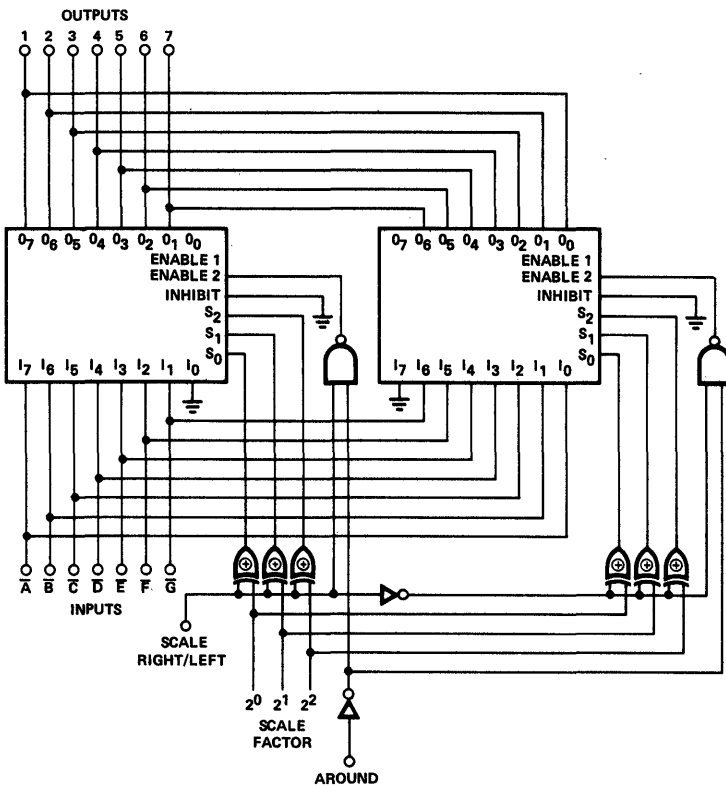 OUTPUTS
1 2 3 4 5 6 7
O7 O6 O5 O4 O3 O2 O1 O0
ENABLE 1
ENABLE 2
INHIBIT
S2
S1
S0
I7 I6 I5 I4 I3 I2 I1 I0
O7 O6 O5 O4 O3 O2 O1 O0
ENABLE 1
ENABLE 2
INHIBIT
S2
S1
S0
I7 I6 I5 I4 I3 I2 I1 I0
A̅ B̅ C̅ D̅ E̅ F̅ G̅
INPUTS
SCALE
RIGHT/LEFT
2⁰ 2¹ 2²
SCALE
FACTOR
AROUND